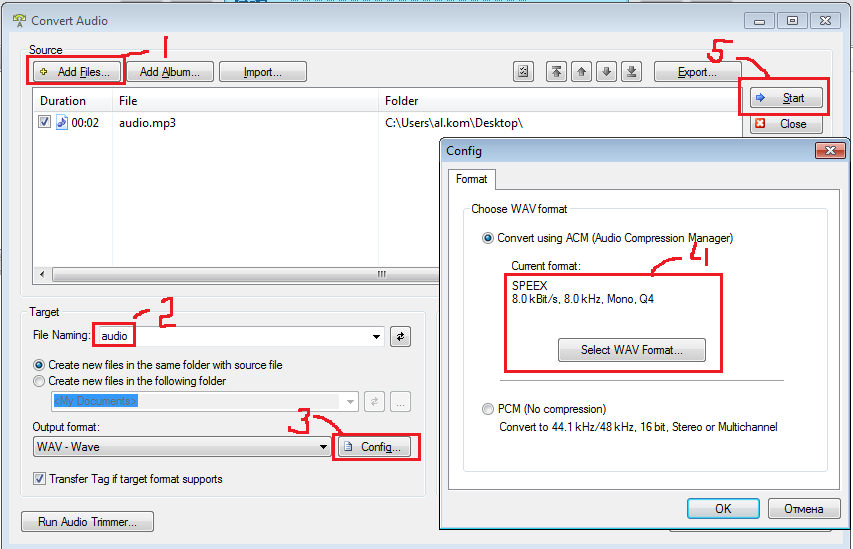 Convert Audio
Source
1
5
Add Files...
Add Album...
Import...
Export...
Start
Close
Duration
File
Folder
00:02
audio.mp3
C:\Users\al.kom\Desktop\
Target
2
File Naming:
audio
Create new files in the same folder with source file
Create new files in the following folder
<My Documents>
...
3
Output format:
WAV - Wave
Config...
Transfer Tag if target format supports
Run Audio Trimmer...
Config
Format
Choose WAV format
Convert using ACM (Audio Compression Manager)
4
Current format:
SPEEX
8.0 kBit/s, 8.0 kHz, Mono, Q4
Select WAV Format...
PCM (No compression)
Convert to 44.1 kHz/48 kHz, 16 bit, Stereo or Multichannel
OK
Отмена